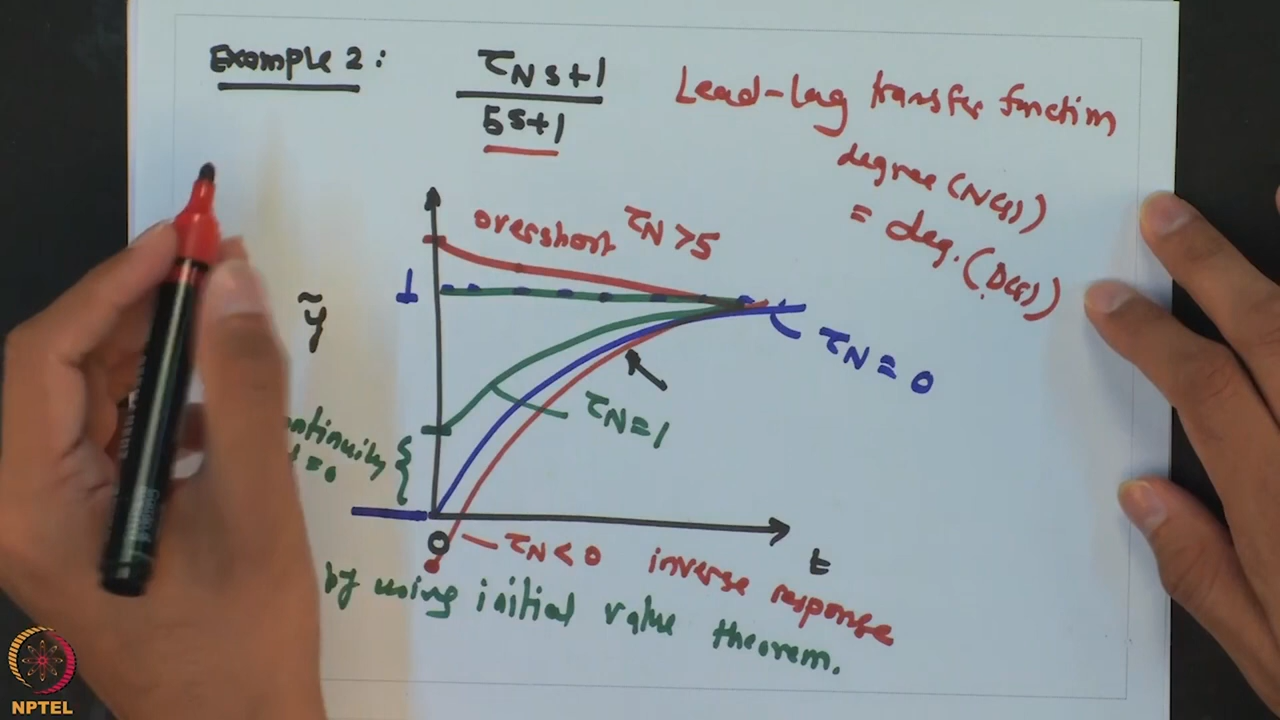 Example 2:
τN s+1
5s+1
Lead-lag transfer function
degree (N(s))
= deg. (D(s))
overshoot τN > 5
1
ỹ
τN = 0
τN = 1
t = 0
0
τN < 0 inverse response
t
by using initial value theorem.
NPTEL